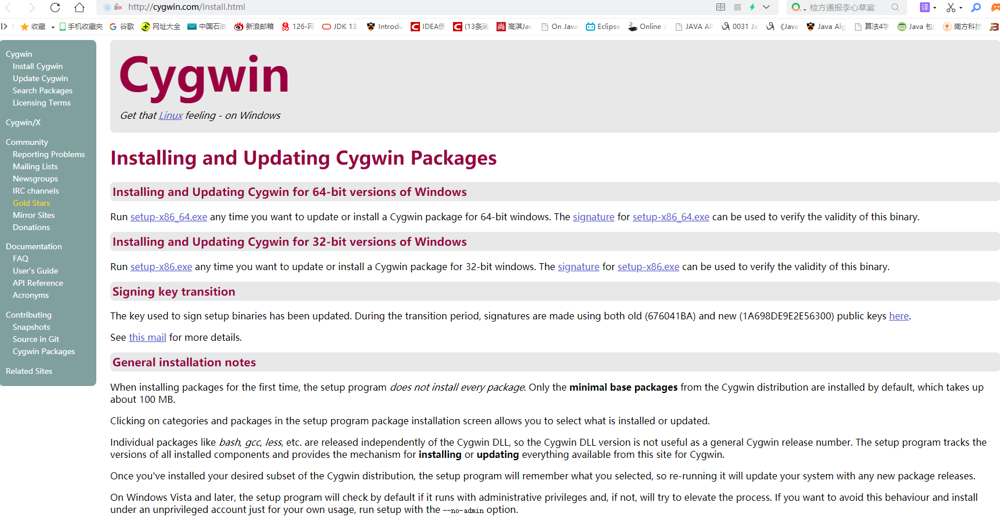 http://cygwin.com/install.html
检方通报李心草案
译
收藏 手机收藏夹 谷歌 网址大全 中国石油 新浪邮箱 126-网 JDK 13 Introdu IDEA使 (13条消 高淇Jav On Java Eclipse Online J JAVA AP 0031 Ja 《Java Java Alg 算法4学 Java 包( 南方科技
Cygwin
Install Cygwin
Update Cygwin
Search Packages
Licensing Terms
Cygwin/X
Community
Reporting Problems
Mailing Lists
Newsgroups
IRC channels
Gold Stars
Mirror Sites
Donations
Documentation
FAQ
User's Guide
API Reference
Acronyms
Contributing
Snapshots
Source in Git
Cygwin Packages
Related Sites
Cygwin
Get that Linux feeling - on Windows
Installing and Updating Cygwin Packages
Installing and Updating Cygwin for 64-bit versions of Windows
Run setup-x86_64.exe any time you want to update or install a Cygwin package for 64-bit windows. The signature for setup-x86_64.exe can be used to verify the validity of this binary.
Installing and Updating Cygwin for 32-bit versions of Windows
Run setup-x86.exe any time you want to update or install a Cygwin package for 32-bit windows. The signature for setup-x86.exe can be used to verify the validity of this binary.
Signing key transition
The key used to sign setup binaries has been updated. During the transition period, signatures are made using both old (676041BA) and new (1A698DE9E2E56300) public keys here.
See this mail for more details.
General installation notes
When installing packages for the first time, the setup program does not install every package. Only the minimal base packages from the Cygwin distribution are installed by default, which takes up
about 100 MB.
Clicking on categories and packages in the setup program package installation screen allows you to select what is installed or updated.
Individual packages like bash, gcc, less, etc. are released independently of the Cygwin DLL, so the Cygwin DLL version is not useful as a general Cygwin release number. The setup program tracks the
versions of all installed components and provides the mechanism for installing or updating everything available from this site for Cygwin.
Once you've installed your desired subset of the Cygwin distribution, the setup program will remember what you selected, so re-running it will update your system with any new package releases.
On Windows Vista and later, the setup program will check by default if it runs with administrative privileges and, if not, will try to elevate the process. If you want to avoid this behaviour and install
under an unprivileged account just for your own usage, run setup with the --no-admin option.